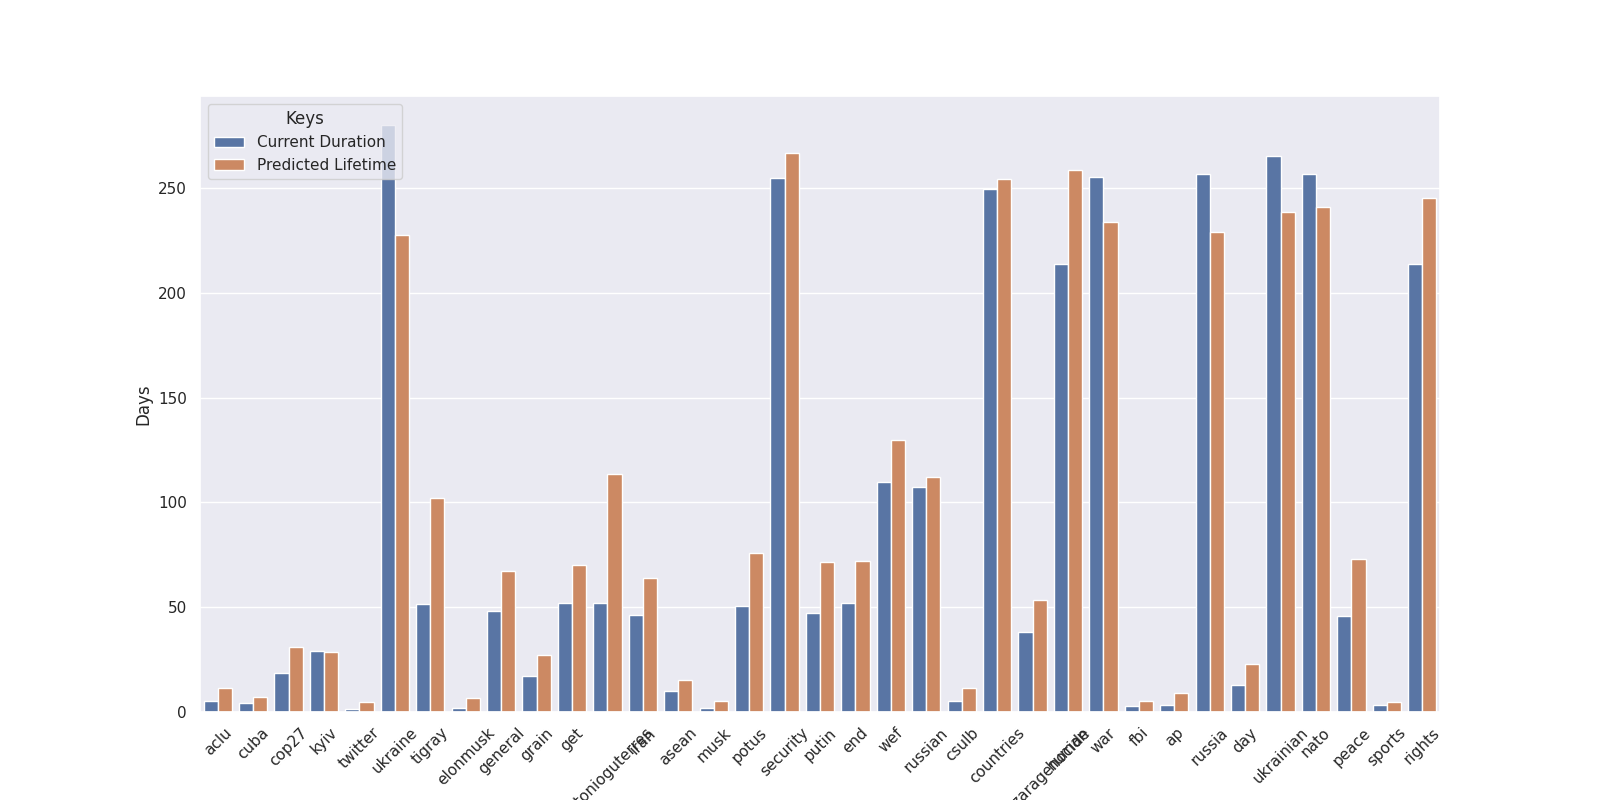 Keys
Current Duration
Predicted Lifetime
Days
250
200
150
100
50
0
aclu
cuba
cop27
kyiv
twitter
ukraine
tigray
elonmusk
general
grain
get
iran
asean
musk
potus
security
putin
end
wef
russian
csulb
countries
war
fbi
ap
russia
day
ukrainian
nato
peace
sports
rights